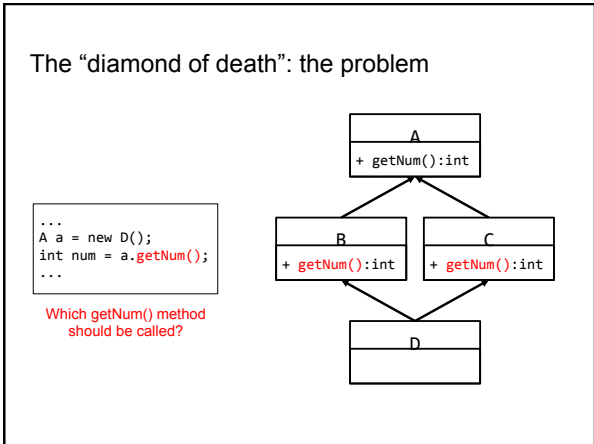 The “diamond of death”: the problem
A
+ getNum():int
...
A a = new D();
int num = a.getNum();
...
B
+ getNum():int
C
+ getNum():int
Which getNum() method
should be called?
D